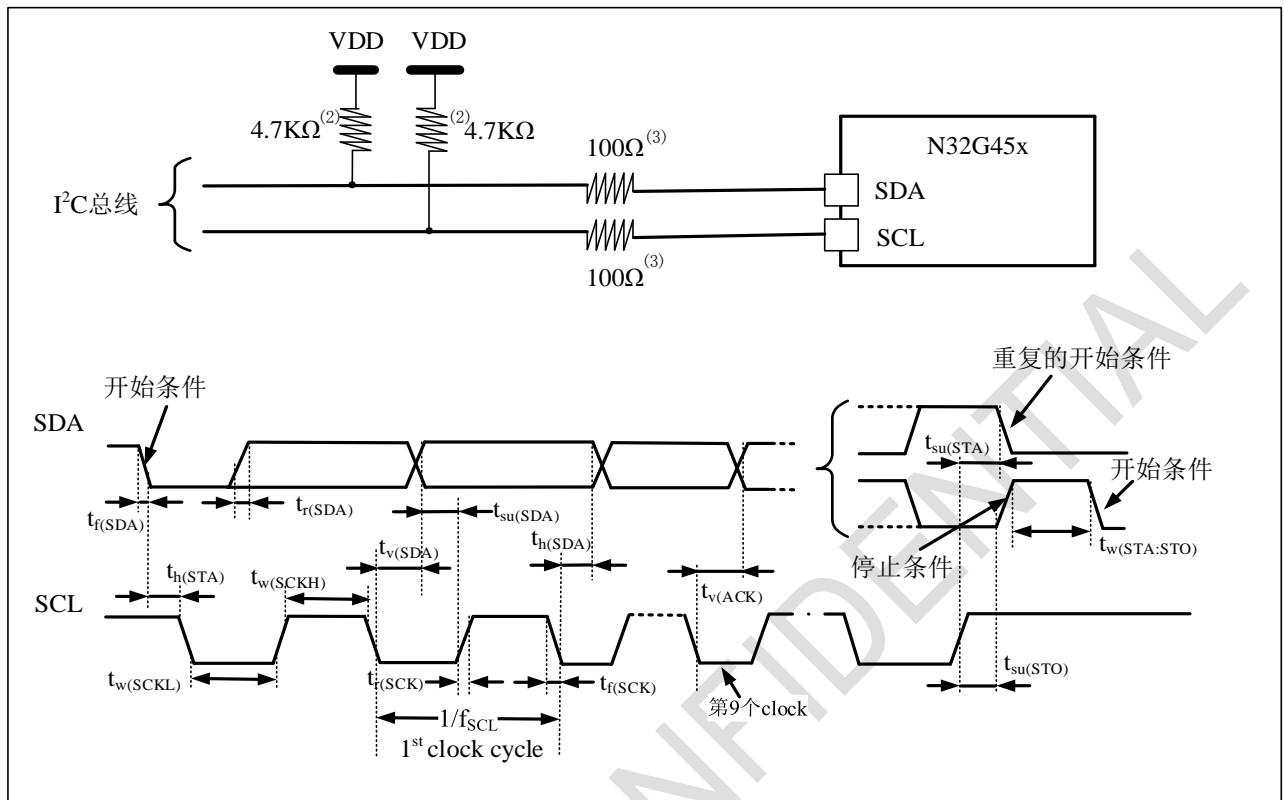 VDD VDD
4.7KΩ(2) (2)4.7KΩ
100Ω(3)
N32G45x
I²C总线
SDA
SCL
100Ω(3)
开始条件
重复的开始条件
SDA
tsu(STA)
开始条件
tf(SDA)
tr(SDA)
tsu(SDA)
tv(SDA)
th(SDA)
停止条件
tw(STA:STO)
th(STA)
tw(SCKH)
tv(ACK)
SCL
tw(SCKL)
tr(SCK)
tf(SCK)
tsu(STO)
第9个clock
1/fSCL
1st clock cycle
NFIDENTIAL